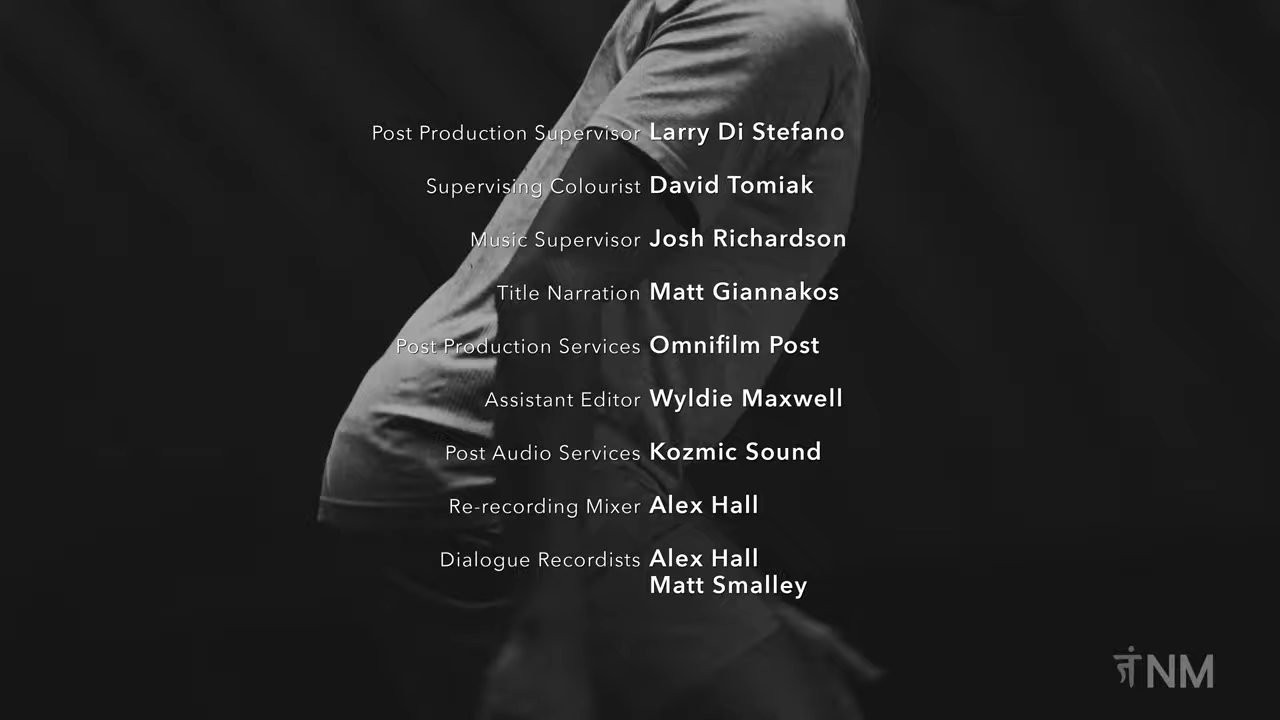 Post Production Supervisor Larry Di Stefano
Supervising Colourist David Tomiak
Music Supervisor Josh Richardson
Title Narration Matt Giannakos
Post Production Services Omnifilm Post
Assistant Editor Wyldie Maxwell
Post Audio Services Kozmic Sound
Re-recording Mixer Alex Hall
Dialogue Recordists Alex Hall
Matt Smalley
NM